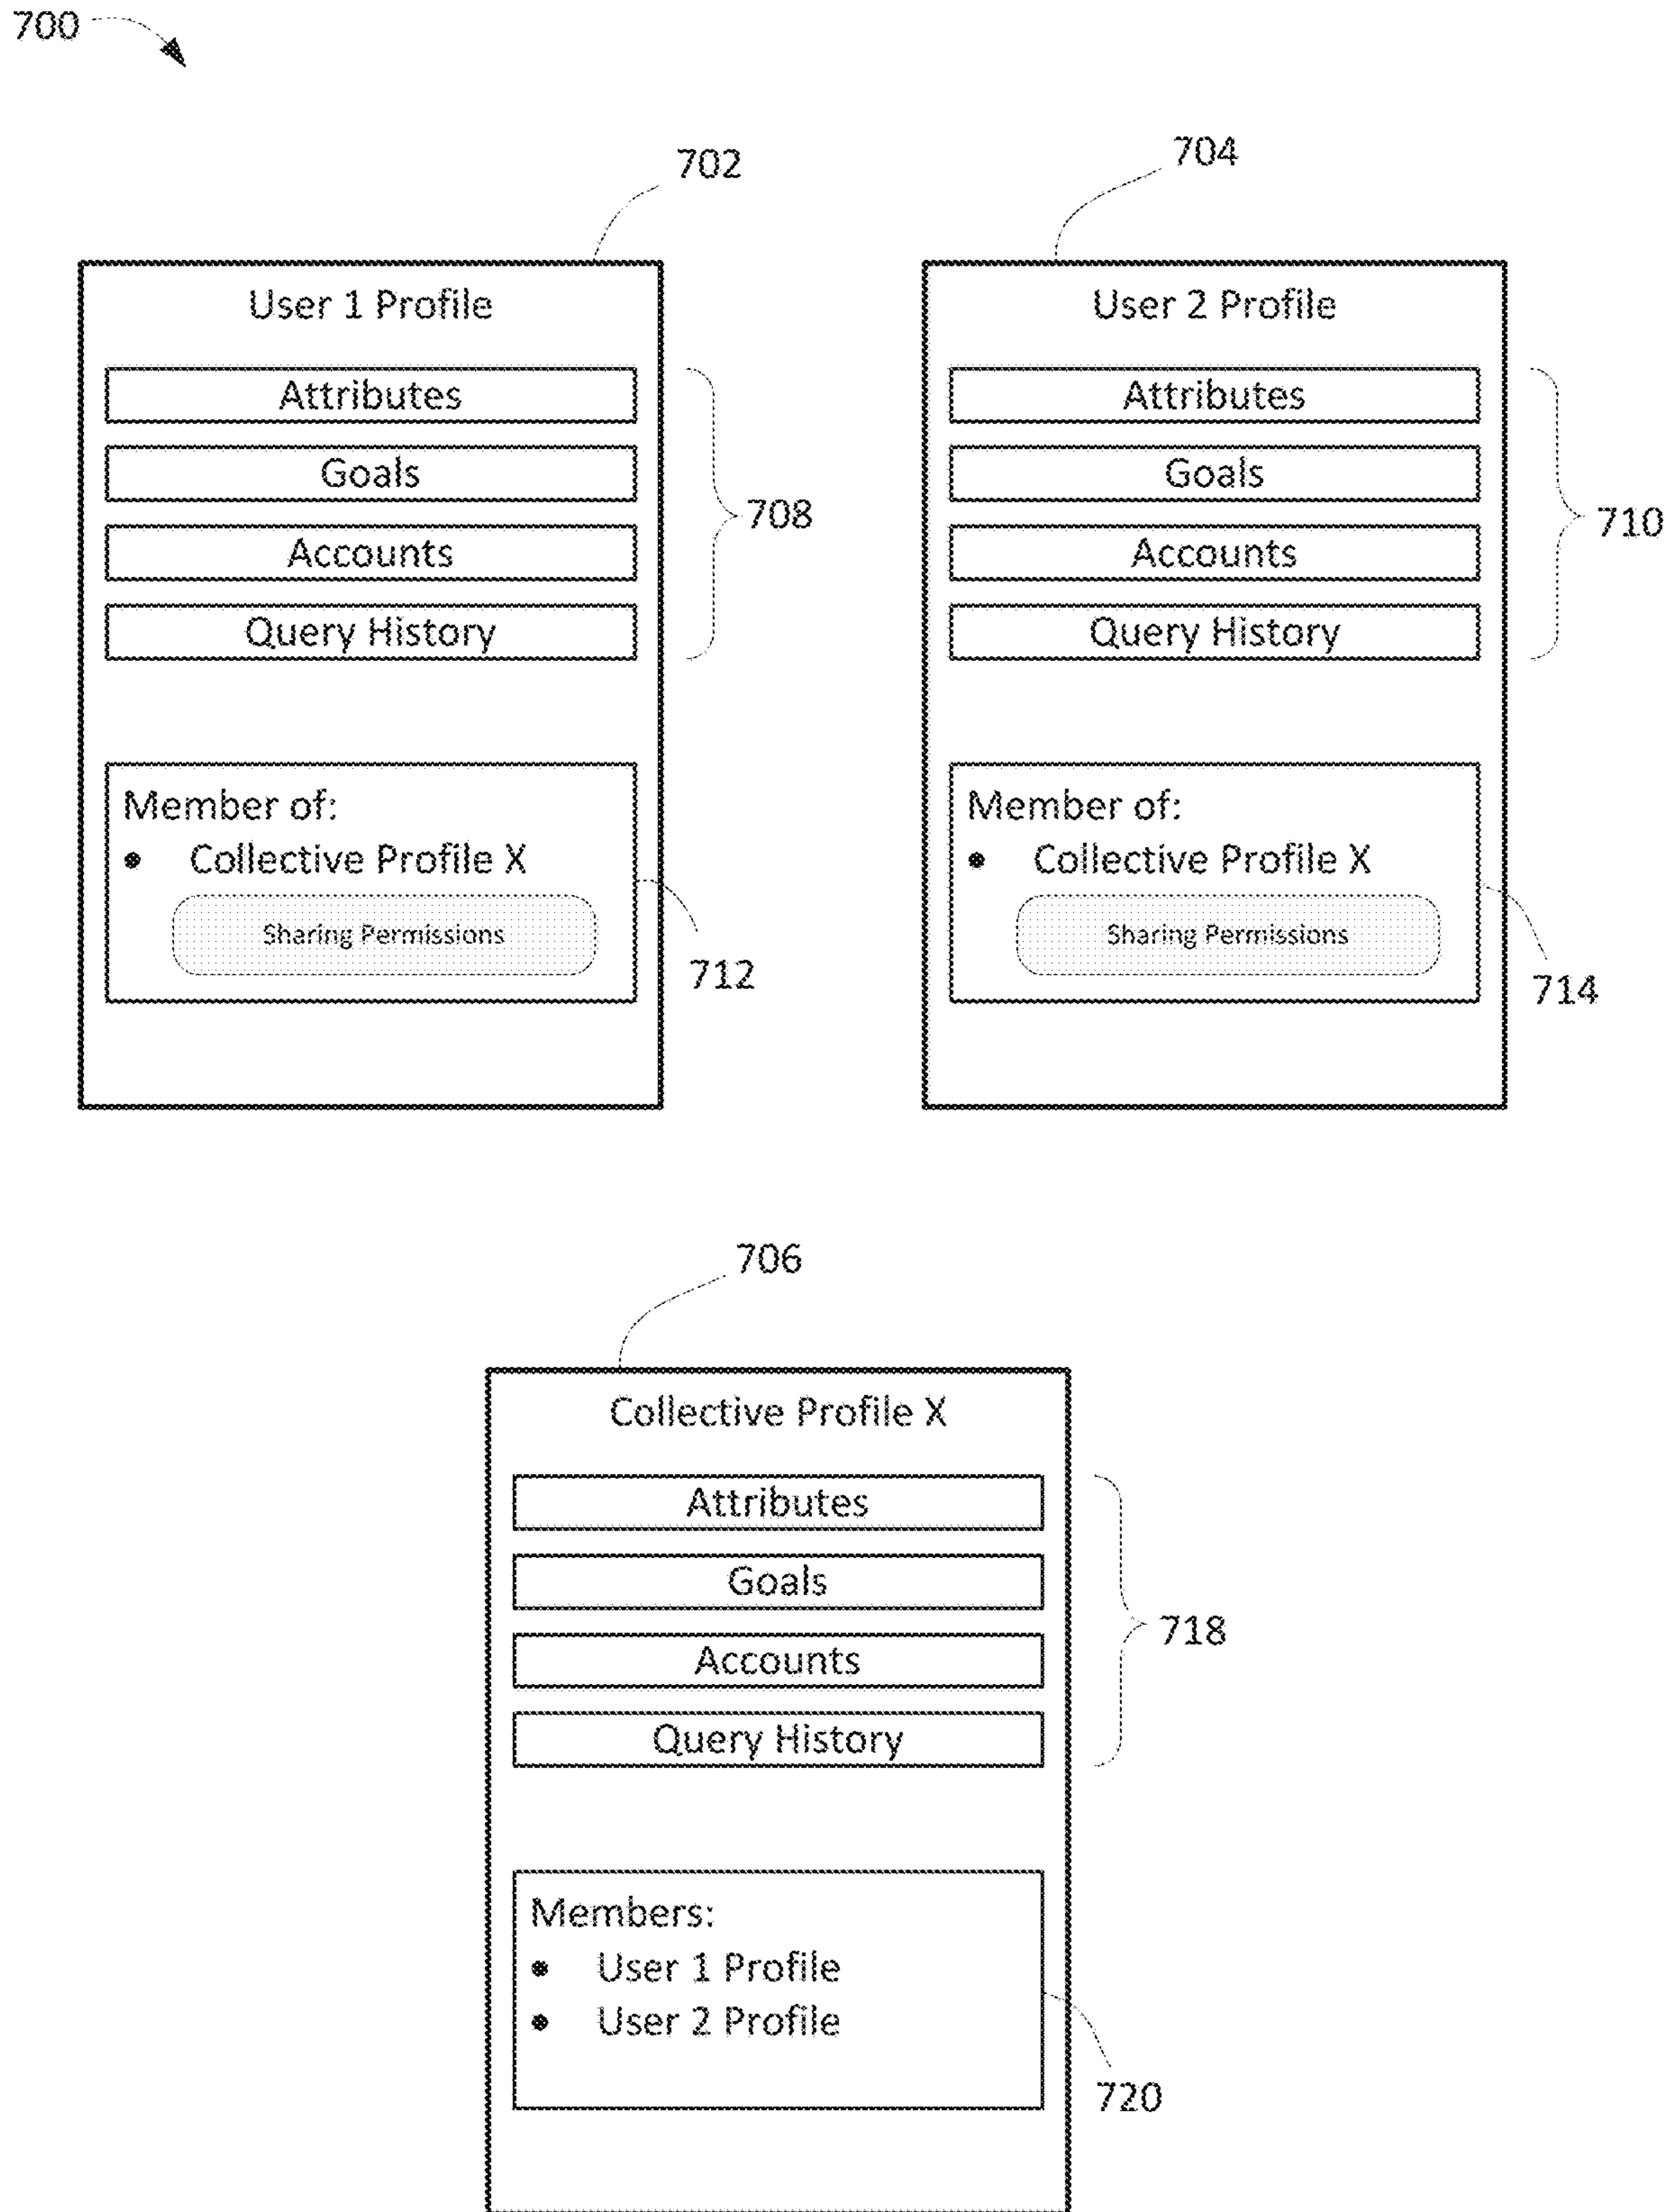 700
702
704
User 1 Profile
User 2 Profile
Attributes
Attributes
Goals
Goals
708
710
Accounts
Accounts
Query History
Query History
Member of:
• Collective Profile X
Sharing Permissions
712
Member of:
• Collective Profile X
Sharing Permissions
714
706
Collective Profile X
Attributes
Goals
718
Accounts
Query History
Members:
• User 1 Profile
• User 2 Profile
720